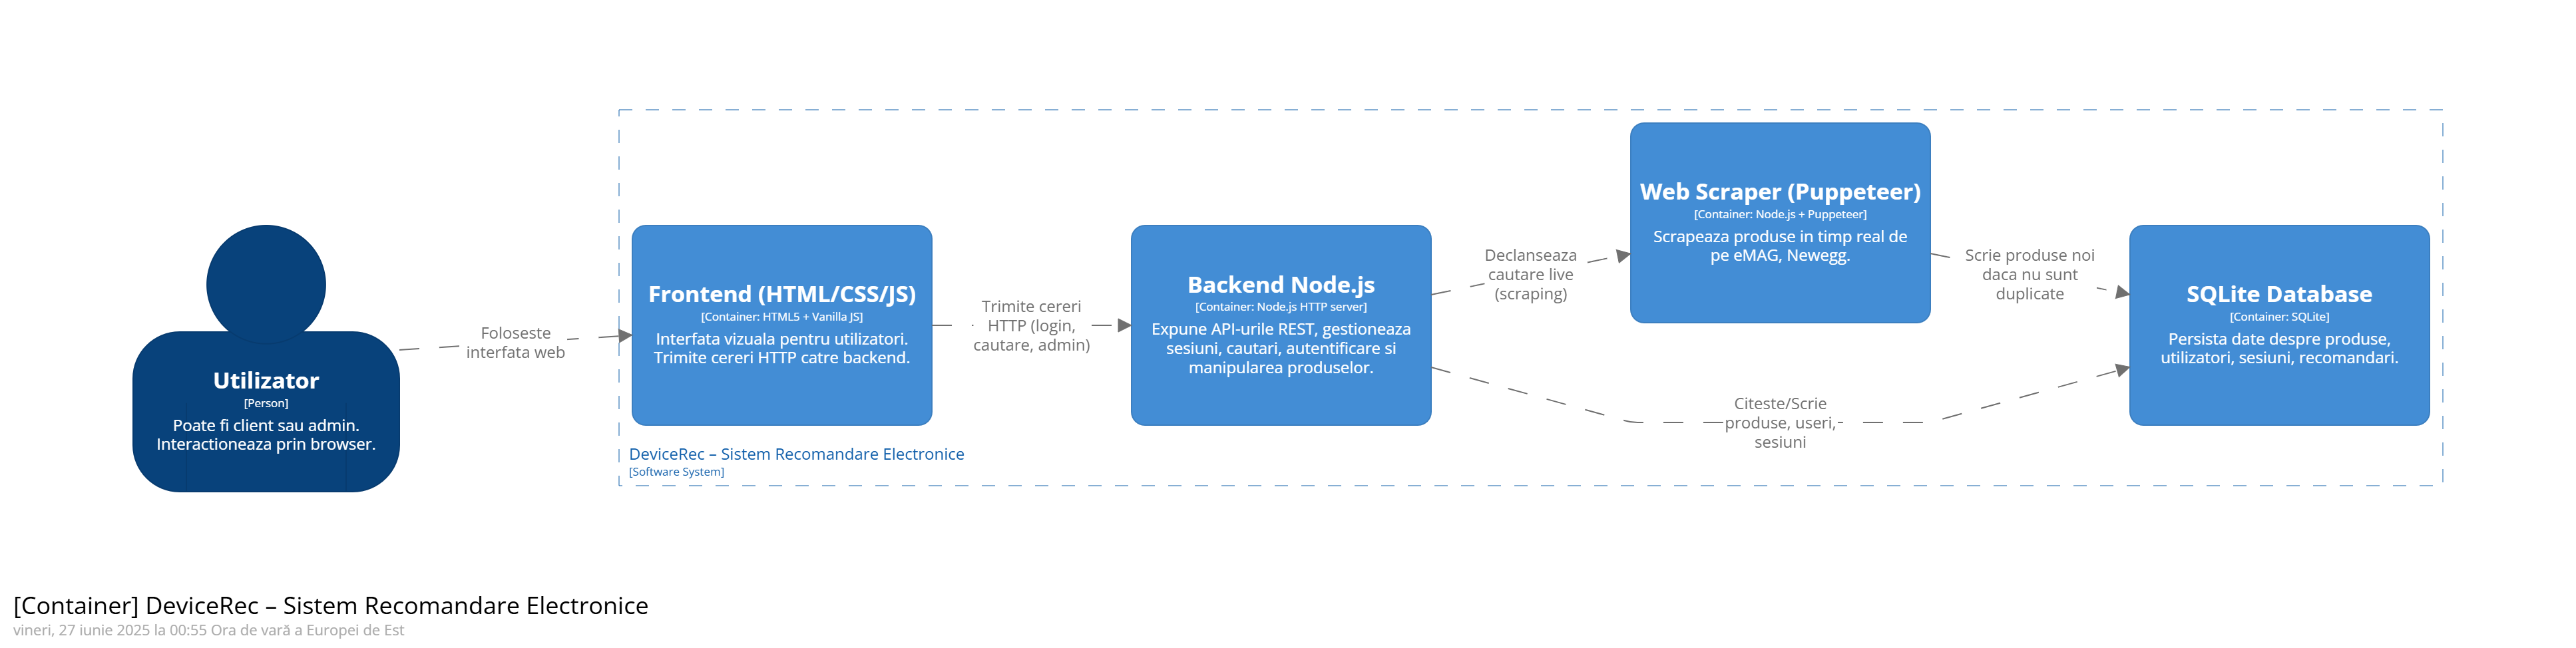 Utilizator
[Person]
Poate fi client sau admin.
Interactioneaza prin browser.
Foloseste
interfata web
Frontend (HTML/CSS/JS)
[Container: HTML5 + Vanilla JS]
Interfata vizuala pentru utilizatori.
Trimite cereri HTTP catre backend.
Trimite cereri
HTTP (login,
cautare, admin)
Backend Node.js
[Container: Node.js HTTP server]
Expune API-urile REST, gestioneaza
sesiuni, cautari, autentificare si
manipularea produselor.
Declanseaza
cautare live
(scraping)
Web Scraper (Puppeteer)
[Container: Node.js + Puppeteer]
Scrapeaza produse in timp real de
pe eMAG, Newegg.
Scrie produse noi
daca nu sunt
duplicate
Citeste/Scrie
produse, useri,
sesiuni
SQLite Database
[Container: SQLite]
Persista date despre produse,
utilizatori, sesiuni, recomandari.
DeviceRec – Sistem Recomandare Electronice
[Software System]
[Container] DeviceRec – Sistem Recomandare Electronice
vineri, 27 iunie 2025 la 00:55 Ora de vară a Europei de Est